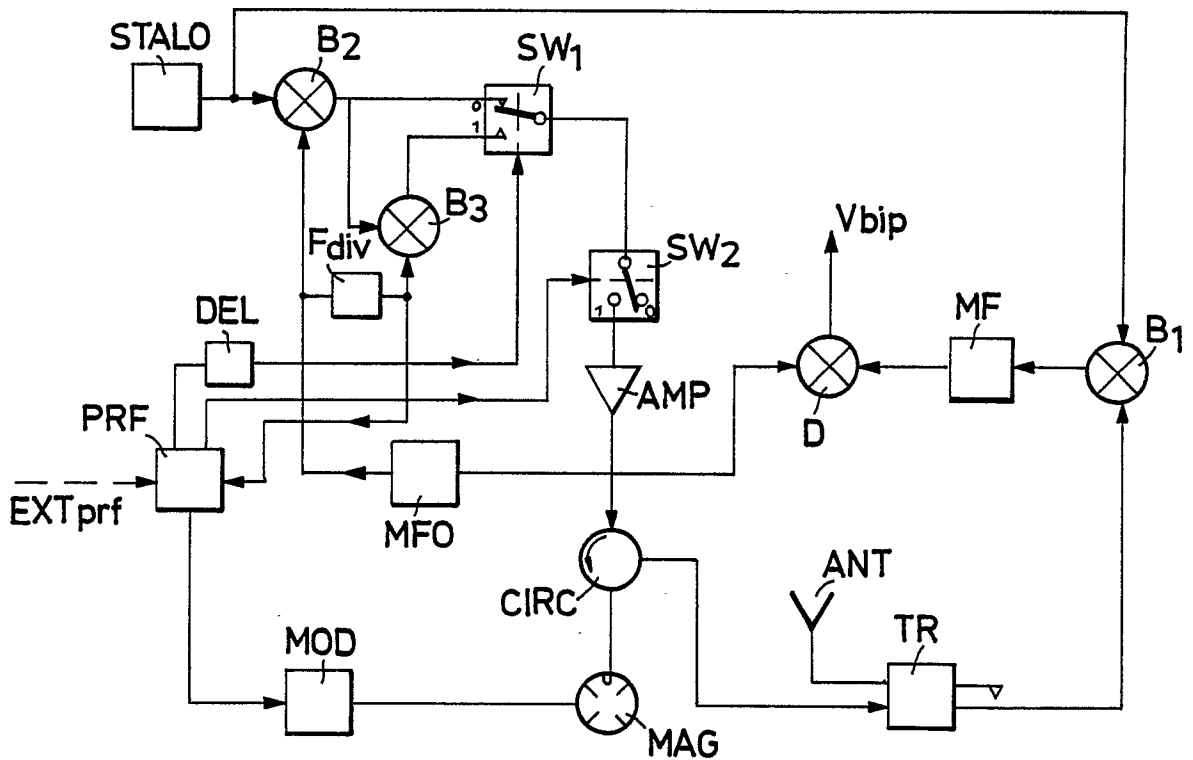 STALO
B2
SW1
0
1
B3
Fdiv
SW2
1
0
Vbip
DEL
MF
B1
AMP
D
PRF
EXTprf
MFO
CIRC
ANT
TR
MOD
MAG